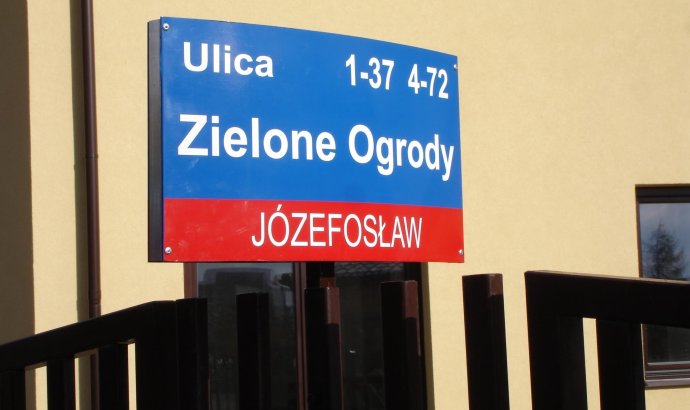 Ulica 1-37 4-72
Zielone Ogrody
JÓZEFOSŁAW